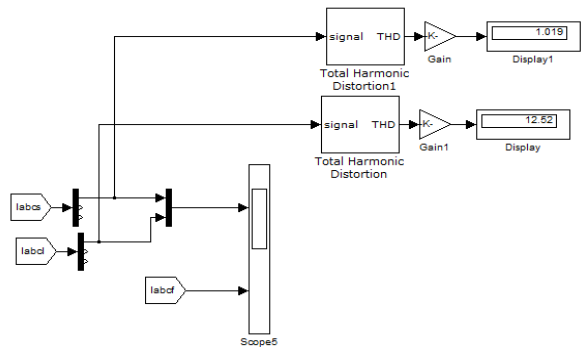 signal THD
K-
1.019
Total Harmonic
Distortion1
Gain
Display1
signal THD
K-
12.52
Total Harmonic
Distortion
Gain1
Display
Iabcs
Iabcl
Iabcf
Scope5